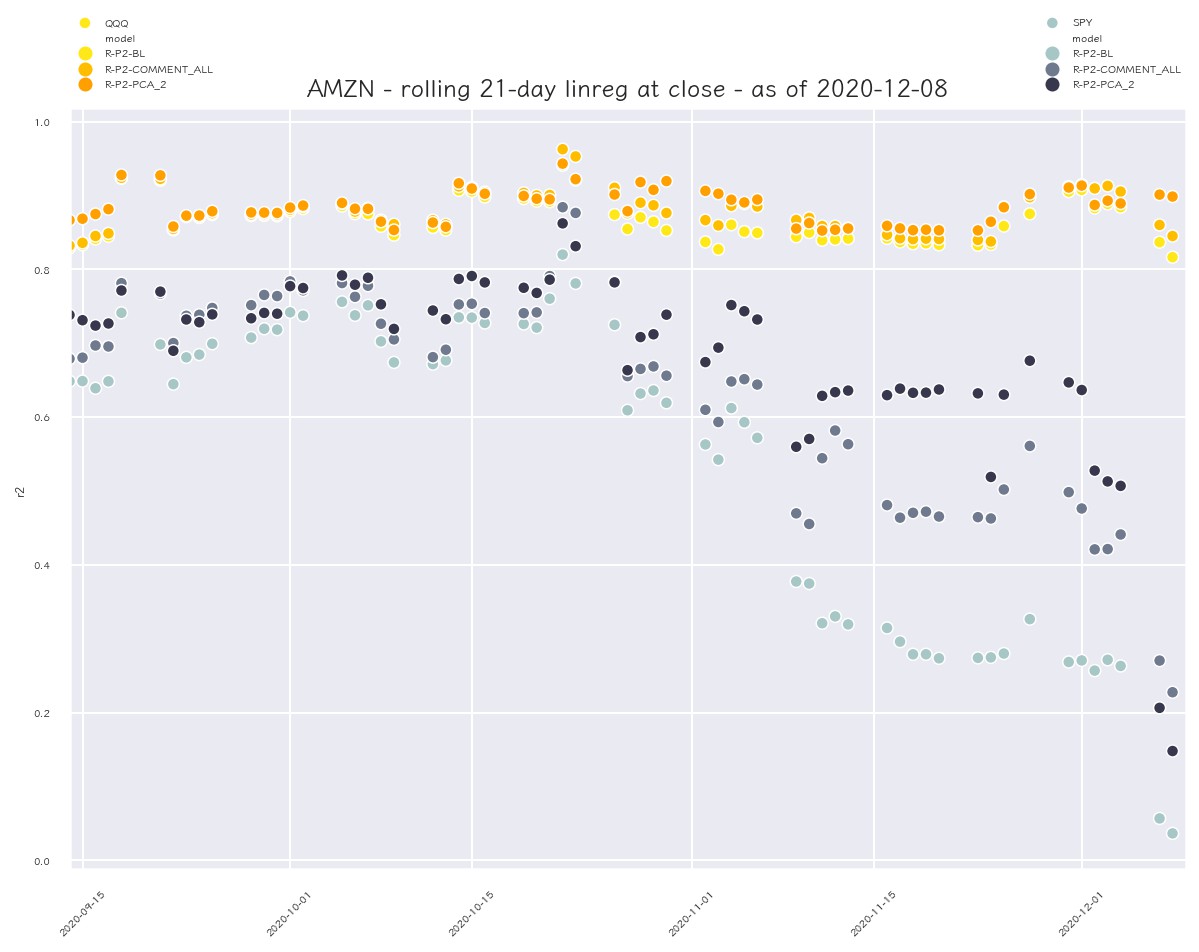 QQQ
model
R-P2-BL
R-P2-COMMENT_ALL
R-P2-PCA_2
SPY
model
R-P2-BL
R-P2-COMMENT_ALL
R-P2-PCA_2
AMZN - rolling 21-day linreg at close - as of 2020-12-08
1.0
0.8
0.6
0.4
0.2
0.0
r2
2020-09-15
2020-10-01
2020-10-15
2020-11-01
2020-11-15
2020-12-01